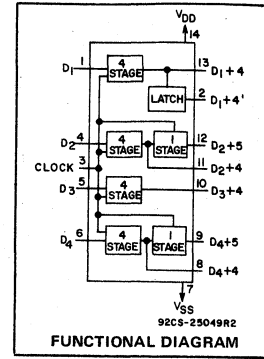 VDD
14
D1 1 4 STAGE 13 D1+4
LATCH 2 D1+4'
D2 4 4 STAGE 1 STAGE 12 D2+5
11 D2+4
CLOCK 3
D3 5 4 STAGE 10 D3+4
D4 6 4 STAGE 1 STAGE 9 D4+5
8 D4+4
7
VSS
92CS-25049R2
FUNCTIONAL DIAGRAM